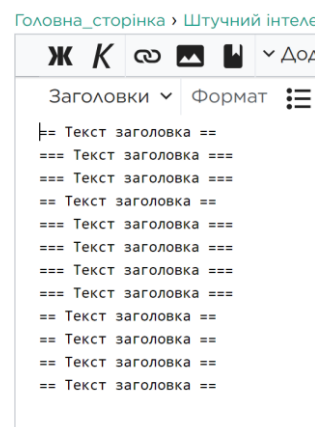 Головна_сторінка › Штучний
Ж К
Заголовки Формат
== Текст заголовка ==
=== Текст заголовка ===
=== Текст заголовка ===
== Текст заголовка ==
=== Текст заголовка ===
=== Текст заголовка ===
=== Текст заголовка ===
=== Текст заголовка ===
== Текст заголовка ==
== Текст заголовка ==
== Текст заголовка ==
== Текст заголовка ==